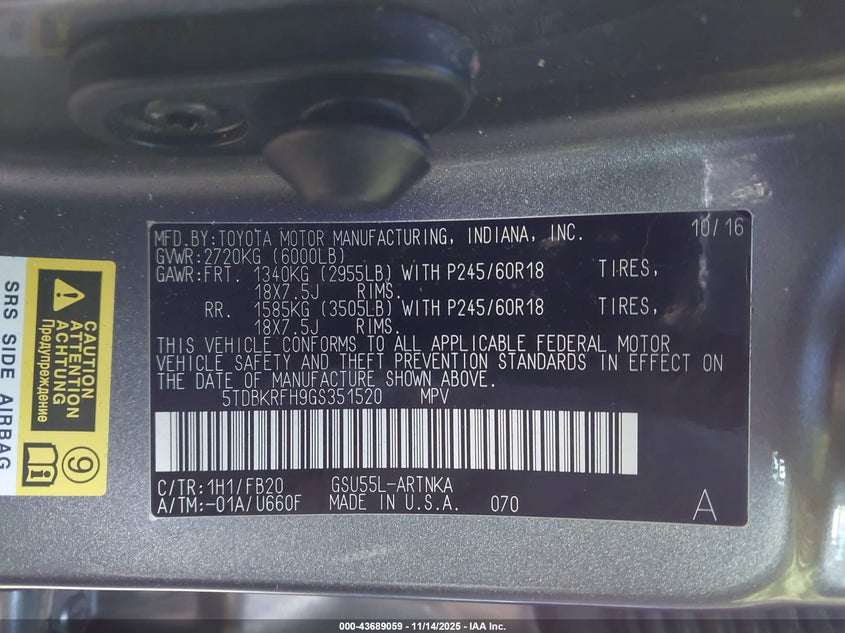 MFD.BY:TOYOTA MOTOR MANUFACTURING, INDIANA, INC. 10/16
GVWR:2720KG (6000LB)
GAWR:FRT. 1340KG (2955LB) WITH P245/60R18 TIRES,
18X7.5J RIMS.
RR. 1585KG (3505LB) WITH P245/60R18 TIRES,
18X7.5J RIMS.
THIS VEHICLE CONFORMS TO ALL APPLICABLE FEDERAL MOTOR
VEHICLE SAFETY AND THEFT PREVENTION STANDARDS IN EFFECT ON
THE DATE OF MANUFACTURE SHOWN ABOVE.
5TDBKRFH9GS351520 MPV
C/TR:1H1/FB20 GSU55L-ARTNKA
A/TM:-01A/U660F MADE IN U.S.A. 070 A
CAUTION
ATTENTION
ACHTUNG
Предупреждение
9
SRS SIDE AIRBAG
000-43689059 - 11/14/2025 - IAA Inc.